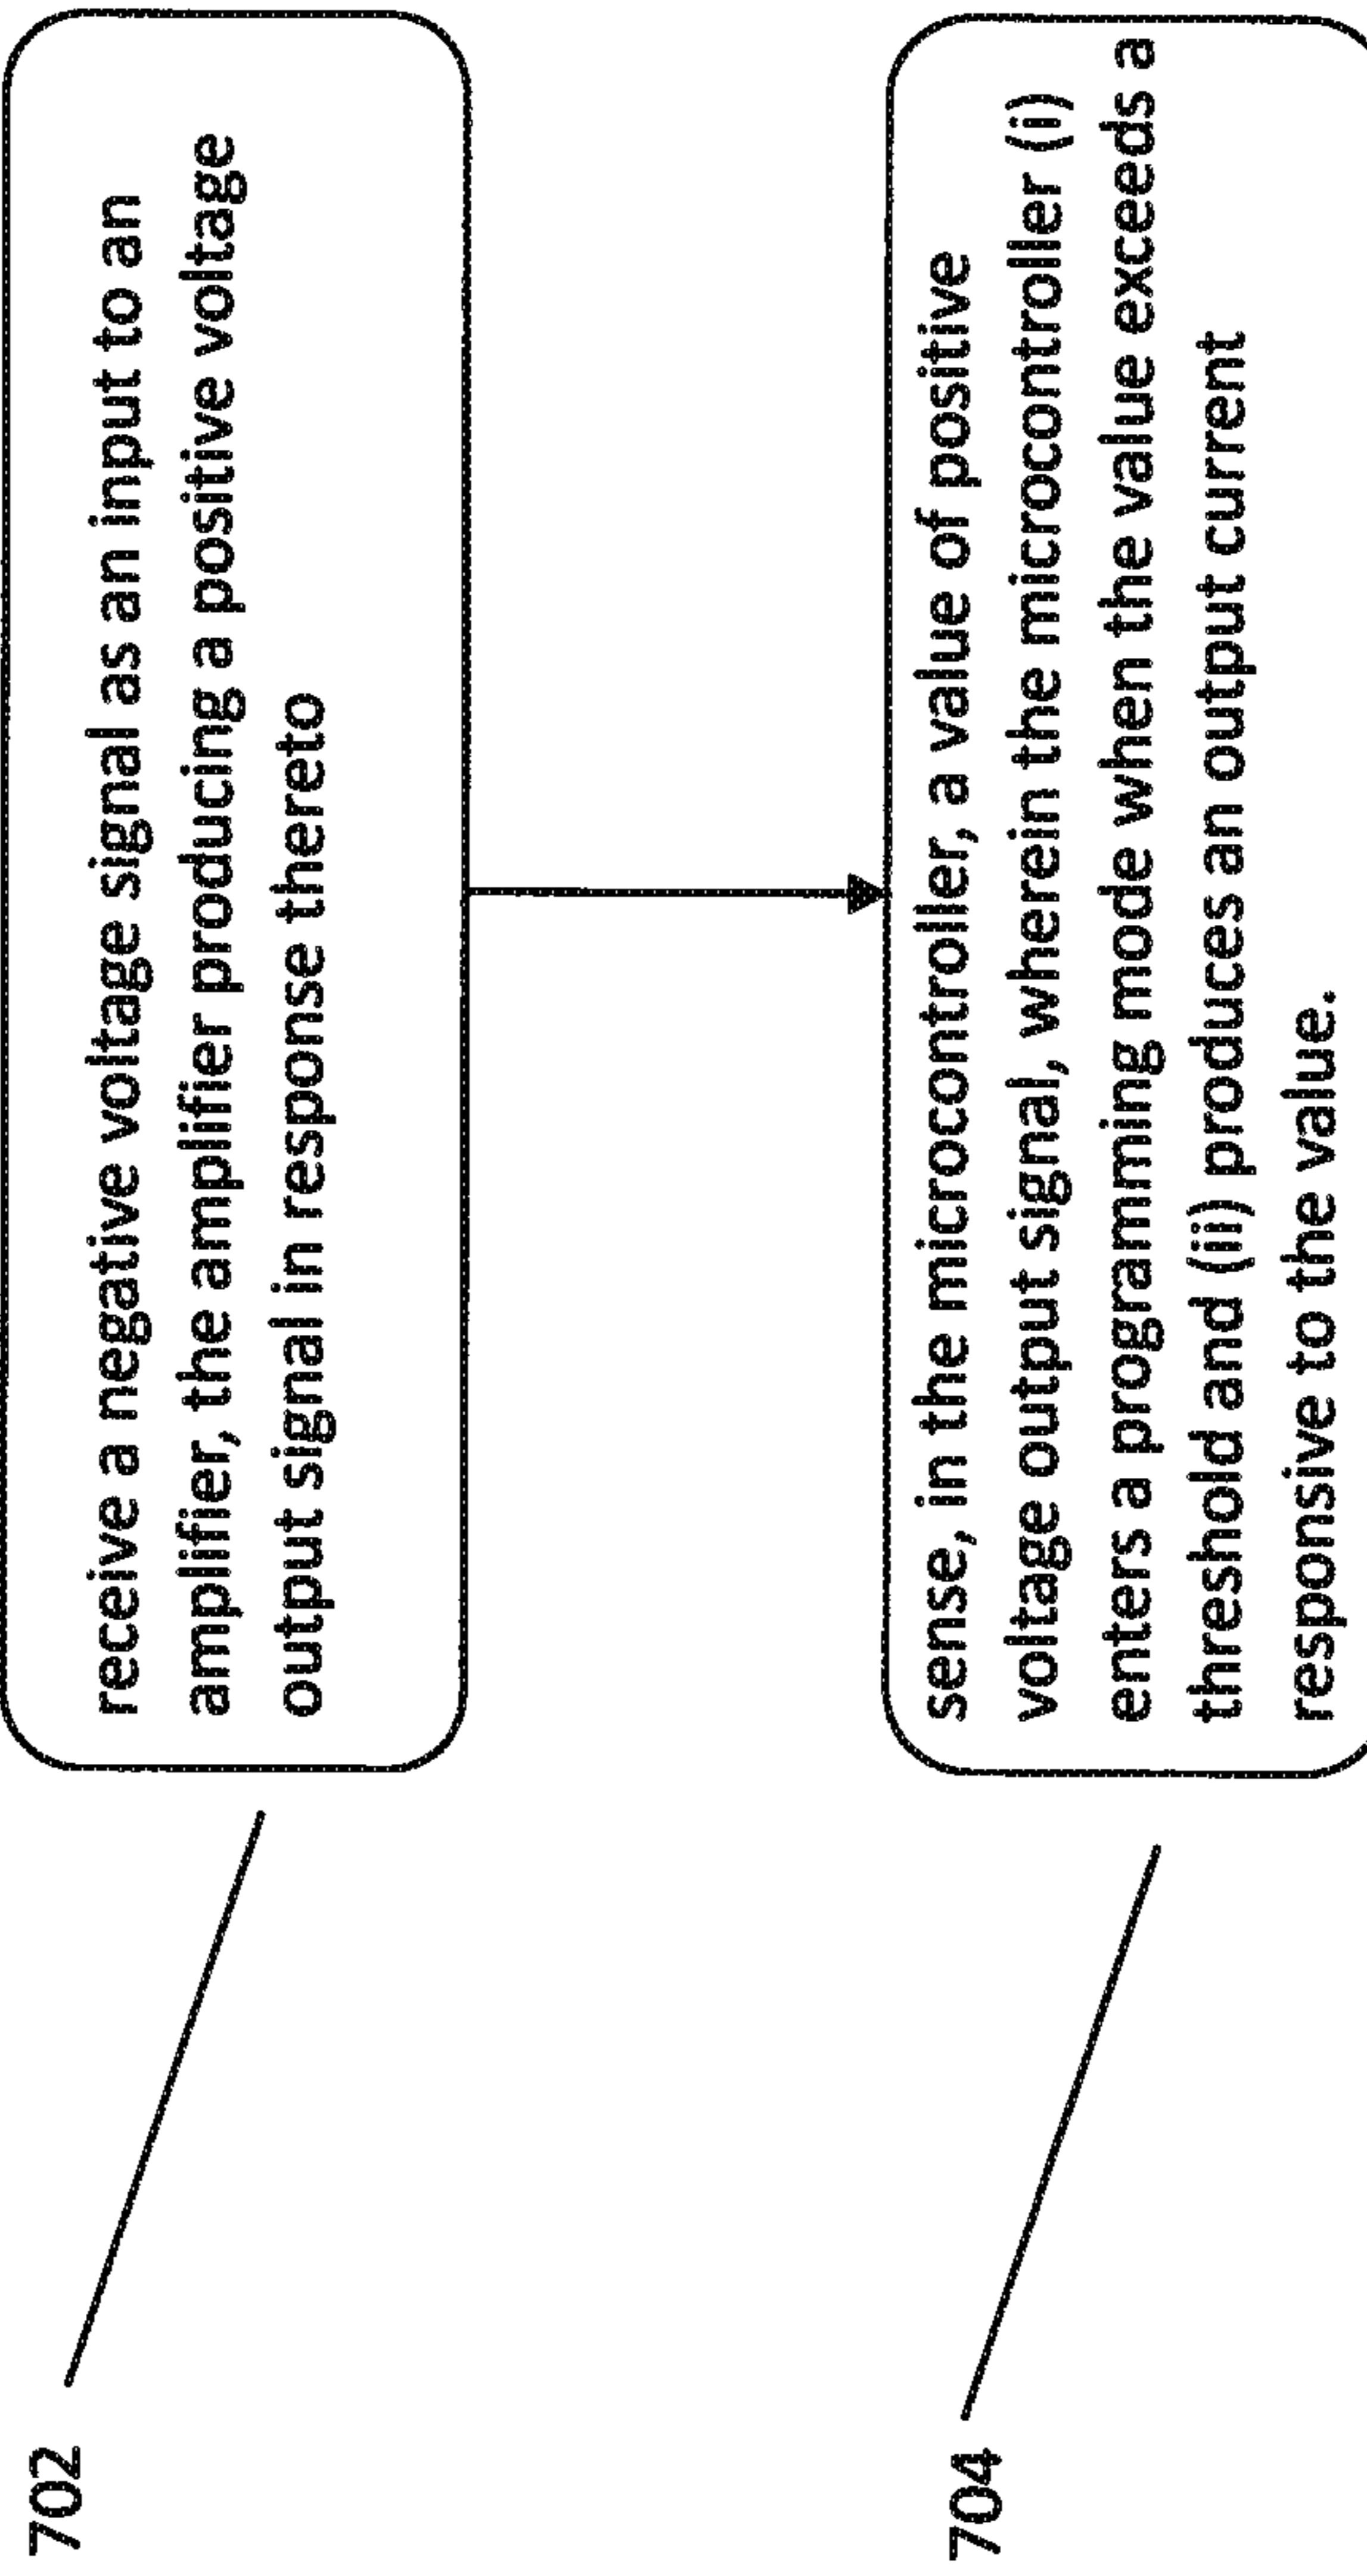 702
receive a negative voltage signal as an input to an
amplifier, the amplifier producing a positive voltage
output signal in response thereto
704
sense, in the microcontroller, a value of positive
voltage output signal, wherein the microcontroller (i)
enters a programming mode when the value exceeds a
threshold and (ii) produces an output current
responsive to the value.